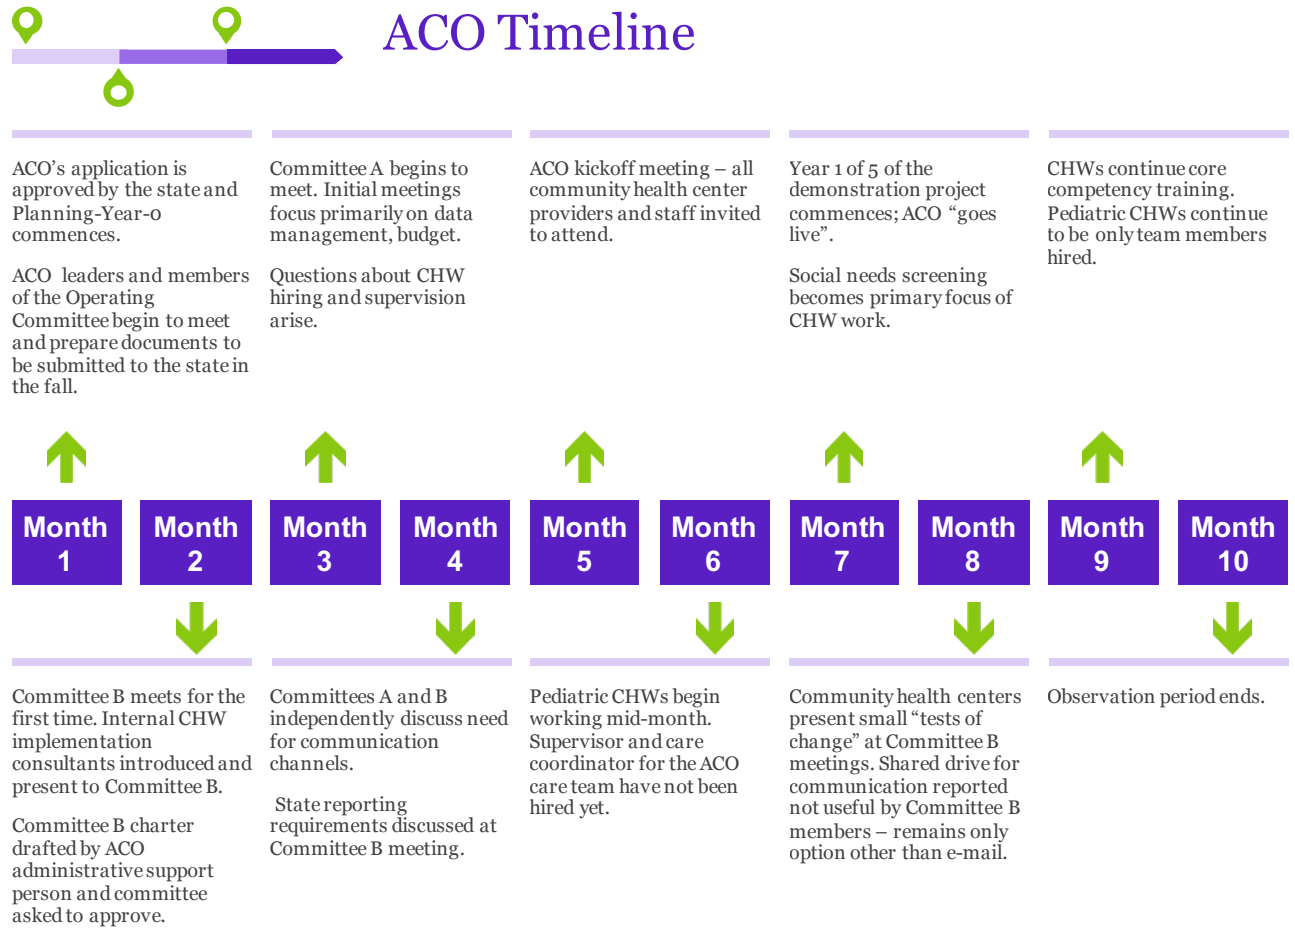 ACO Timeline
ACO’s application is
approved by the state and
Planning-Year-0
commences.
ACO leaders and members
of the Operating
Committee begin to meet
and prepare documents to
be submitted to the state in
the fall.
Committee A begins to
meet. Initial meetings
focus primarily on data
management, budget.
Questions about CHW
hiring and supervision
arise.
ACO kickoff meeting – all
community health center
providers and staff invited
to attend.
Year 1 of 5 of the
demonstration project
commences; ACO “goes
live”.
Social needs screening
becomes primary focus of
CHW work.
CHWs continue core
competency training.
Pediatric CHWs continue
to be only team members
hired.
Month
1
Month
2
Month
3
Month
4
Month
5
Month
6
Month
7
Month
8
Month
9
Month
10
Committee B meets for the
first time. Internal CHW
implementation
consultants introduced and
present to Committee B.
Committee B charter
drafted by ACO
administrative support
person and committee
asked to approve.
Committees A and B
independently discuss need
for communication
channels.
State reporting
requirements discussed at
Committee B meeting.
Pediatric CHWs begin
working mid-month.
Supervisor and care
coordinator for the ACO
care team have not been
hired yet.
Community health centers
present small “tests of
change” at Committee B
meetings. Shared drive for
communication reported
not useful by Committee B
members – remains only
option other than e-mail.
Observation period ends.